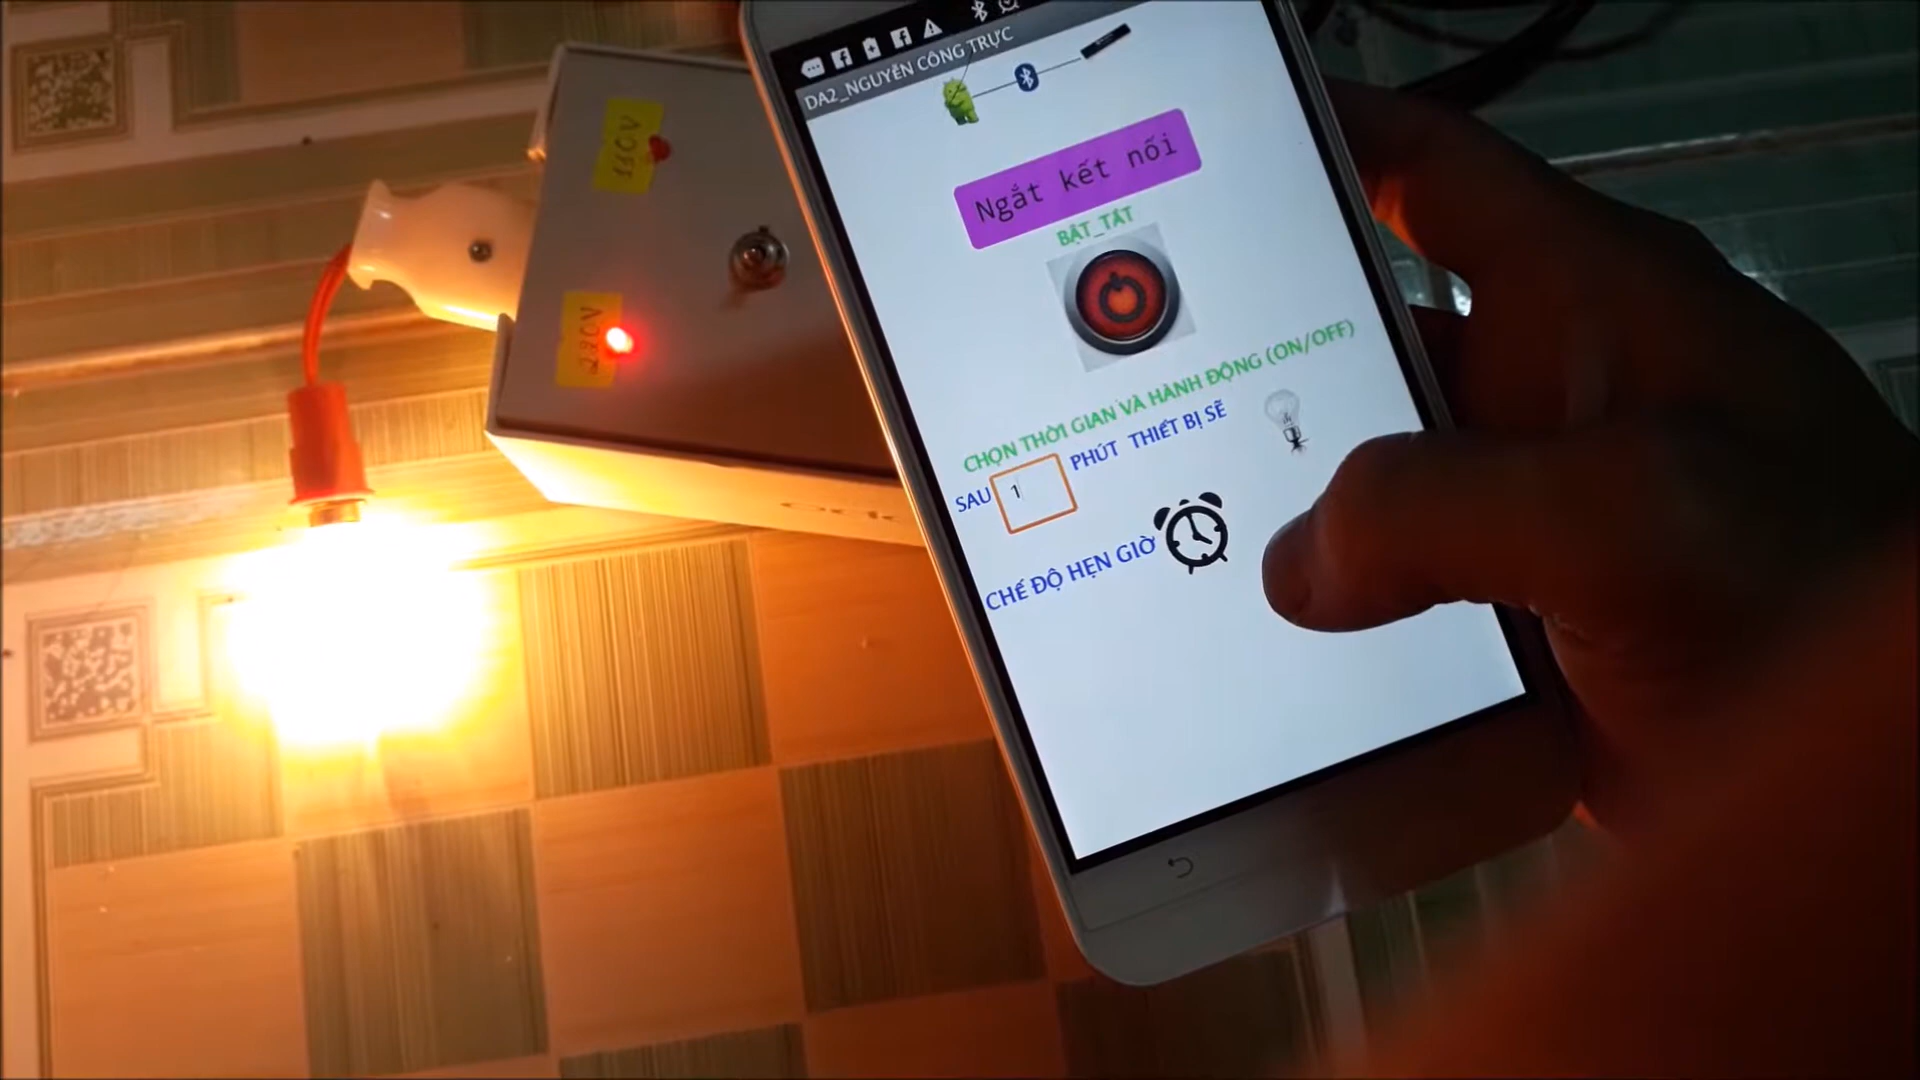 DA2_NGUYỄN CÔNG TRỰC
Ngắt kết nối
BẬT_TẮT
CHỌN THỜI GIAN VÀ HÀNH ĐỘNG (ON/OFF)
SAU 1 PHÚT THIẾT BỊ SẼ
CHẾ ĐỘ HẸN GIỜ
110V